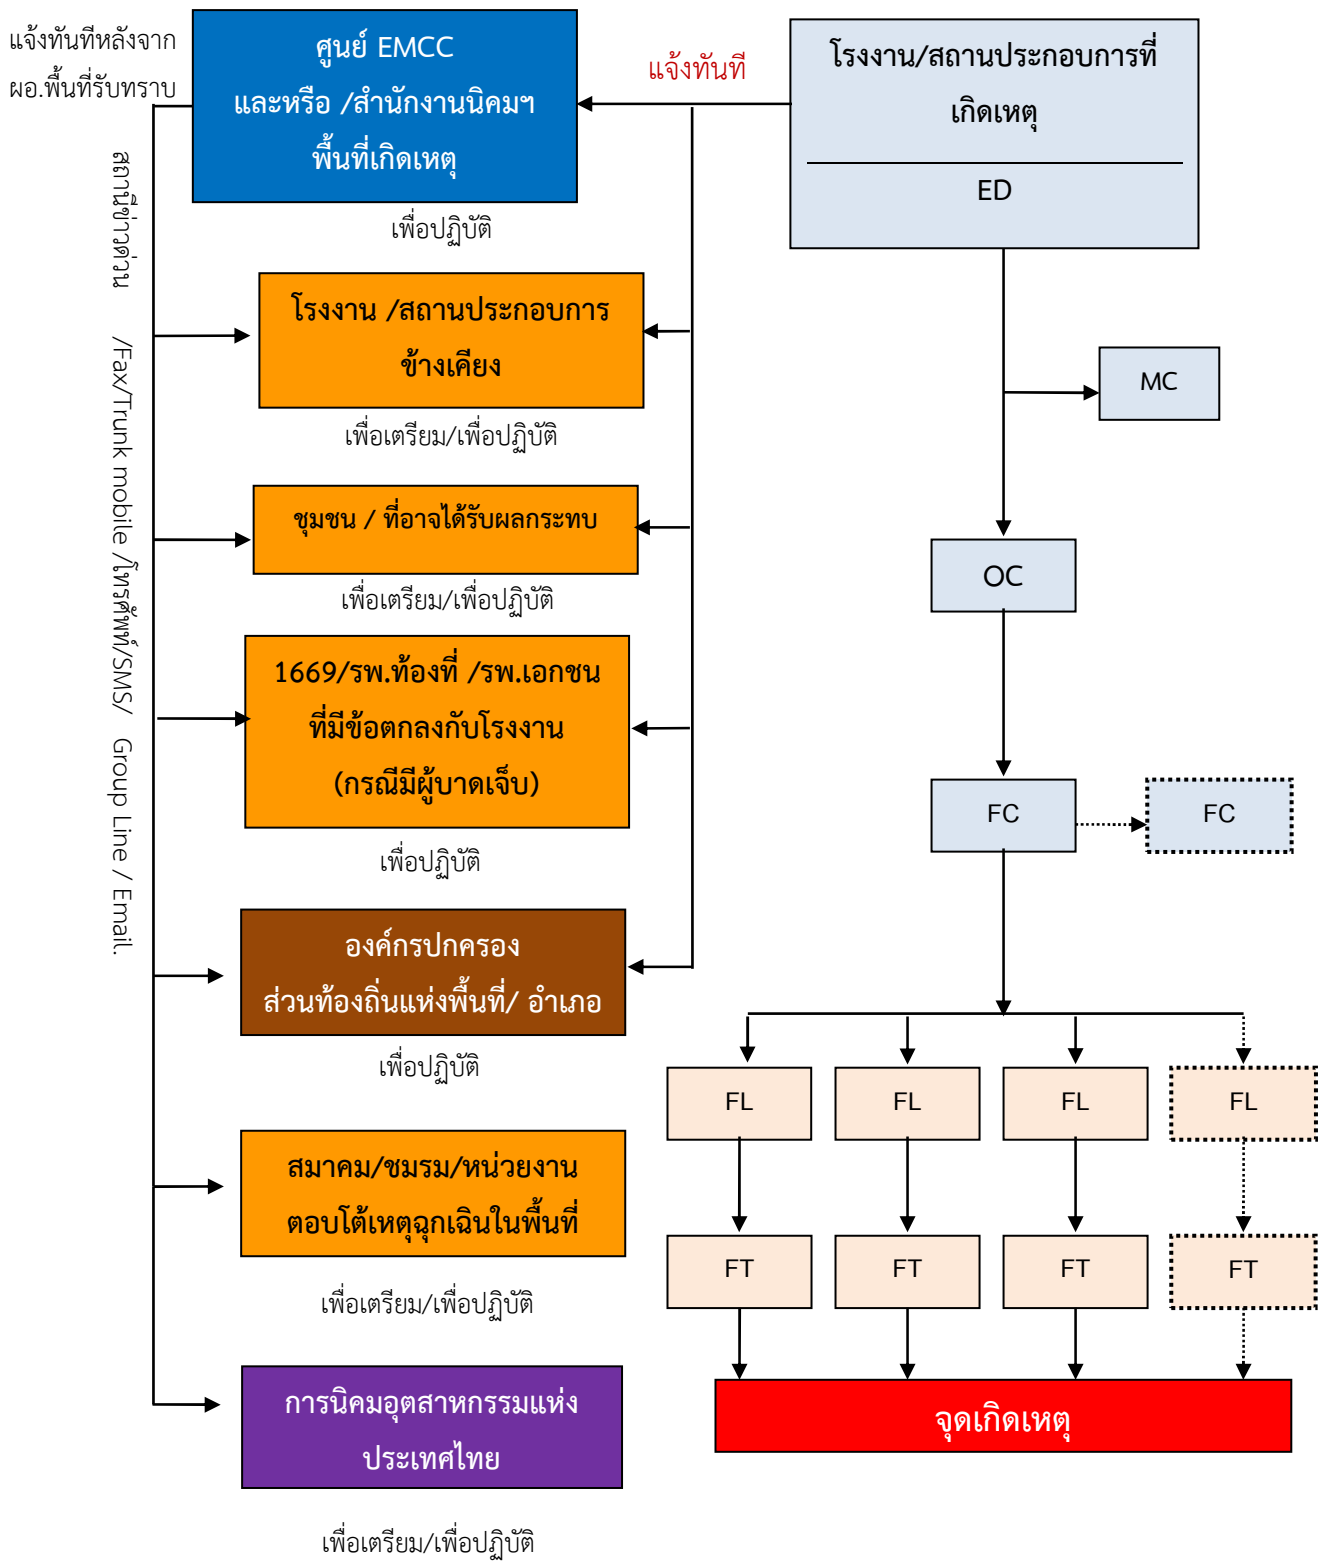 แจ้งทันทีหลังจาก
ผอ.พื้นที่รับทราบ
ศูนย์ EMCC
และหรือ /สำนักงานนิคมฯ
พื้นที่เกิดเหตุ
เพื่อปฏิบัติ
แจ้งทันที
โรงงาน/สถานประกอบการที่
เกิดเหตุ
ED
สถานีข่าวด่วน /Fax/Trunk mobile /โทรศัพท์/SMS/ Group Line / Email.
โรงงาน /สถานประกอบการ
ข้างเคียง
เพื่อเตรียม/เพื่อปฏิบัติ
ชุมชน / ที่อาจได้รับผลกระทบ
เพื่อเตรียม/เพื่อปฏิบัติ
1669/รพ.ท้องที่ /รพ.เอกชน
ที่มีข้อตกลงกับโรงงาน
(กรณีมีผู้บาดเจ็บ)
เพื่อปฏิบัติ
องค์กรปกครอง
ส่วนท้องถิ่นแห่งพื้นที่/ อำเภอ
เพื่อปฏิบัติ
สมาคม/ชมรม/หน่วยงาน
ตอบโต้เหตุฉุกเฉินในพื้นที่
เพื่อเตรียม/เพื่อปฏิบัติ
การนิคมอุตสาหกรรมแห่ง
ประเทศไทย
เพื่อเตรียม/เพื่อปฏิบัติ
MC
OC
FC FC
FL FL FL FL
FT FT FT FT
จุดเกิดเหตุ